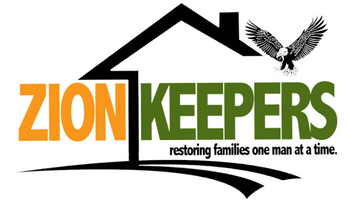 ZION KEEPERS
restoring families one man at a time.